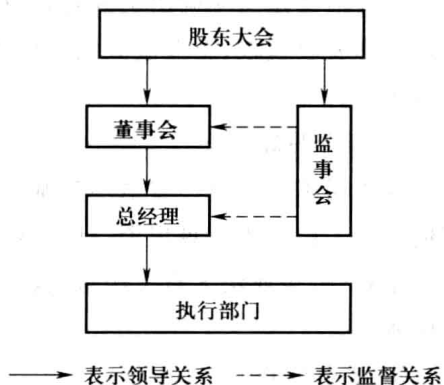 股东大会
董事会
监事会
总经理
执行部门
表示领导关系 表示监督关系